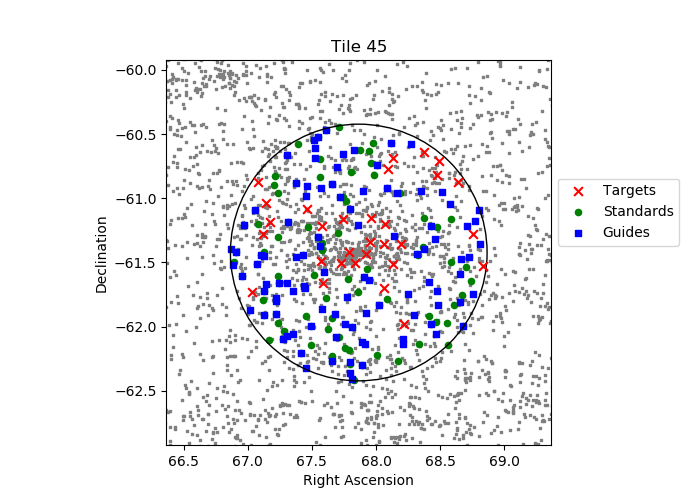 Tile 45
−60.0
−60.5
−61.0
−61.5
−62.0
−62.5
Declination
66.5 67.0 67.5 68.0 68.5 69.0
Right Ascension
Targets
Standards
Guides